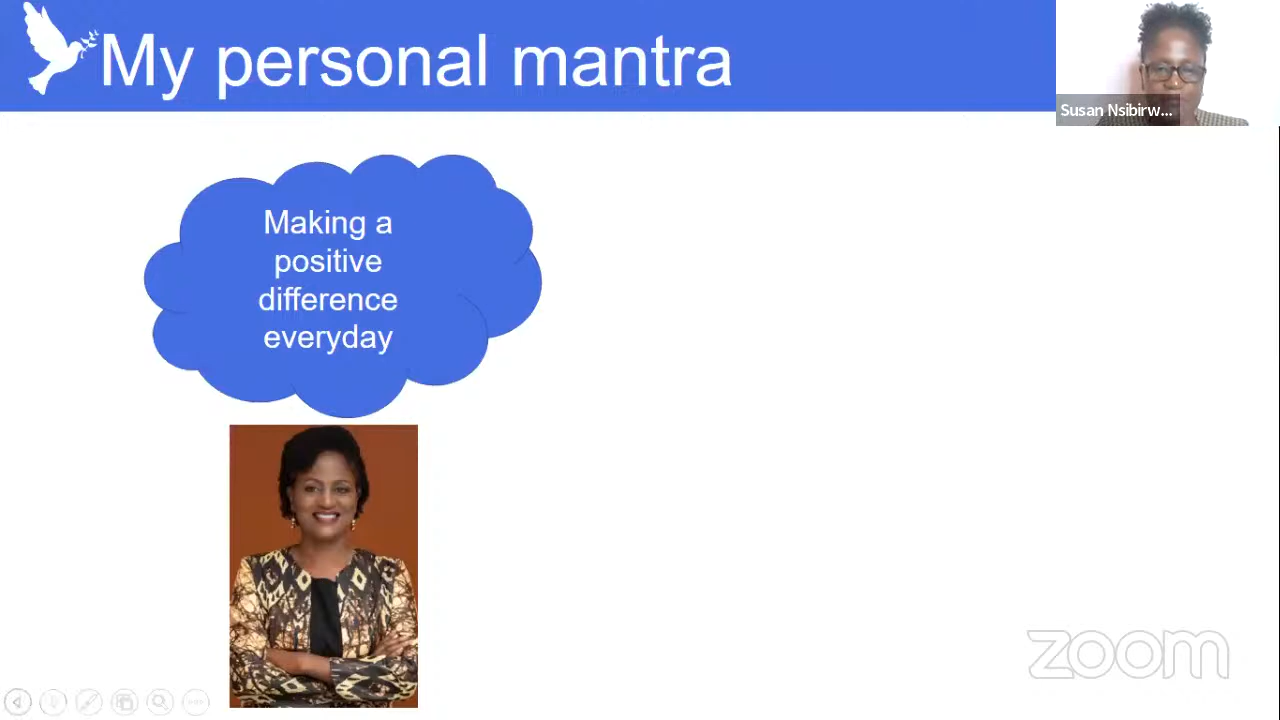 My personal mantra
Susan Nsibirw...
Making a
positive
difference
everyday
zoom